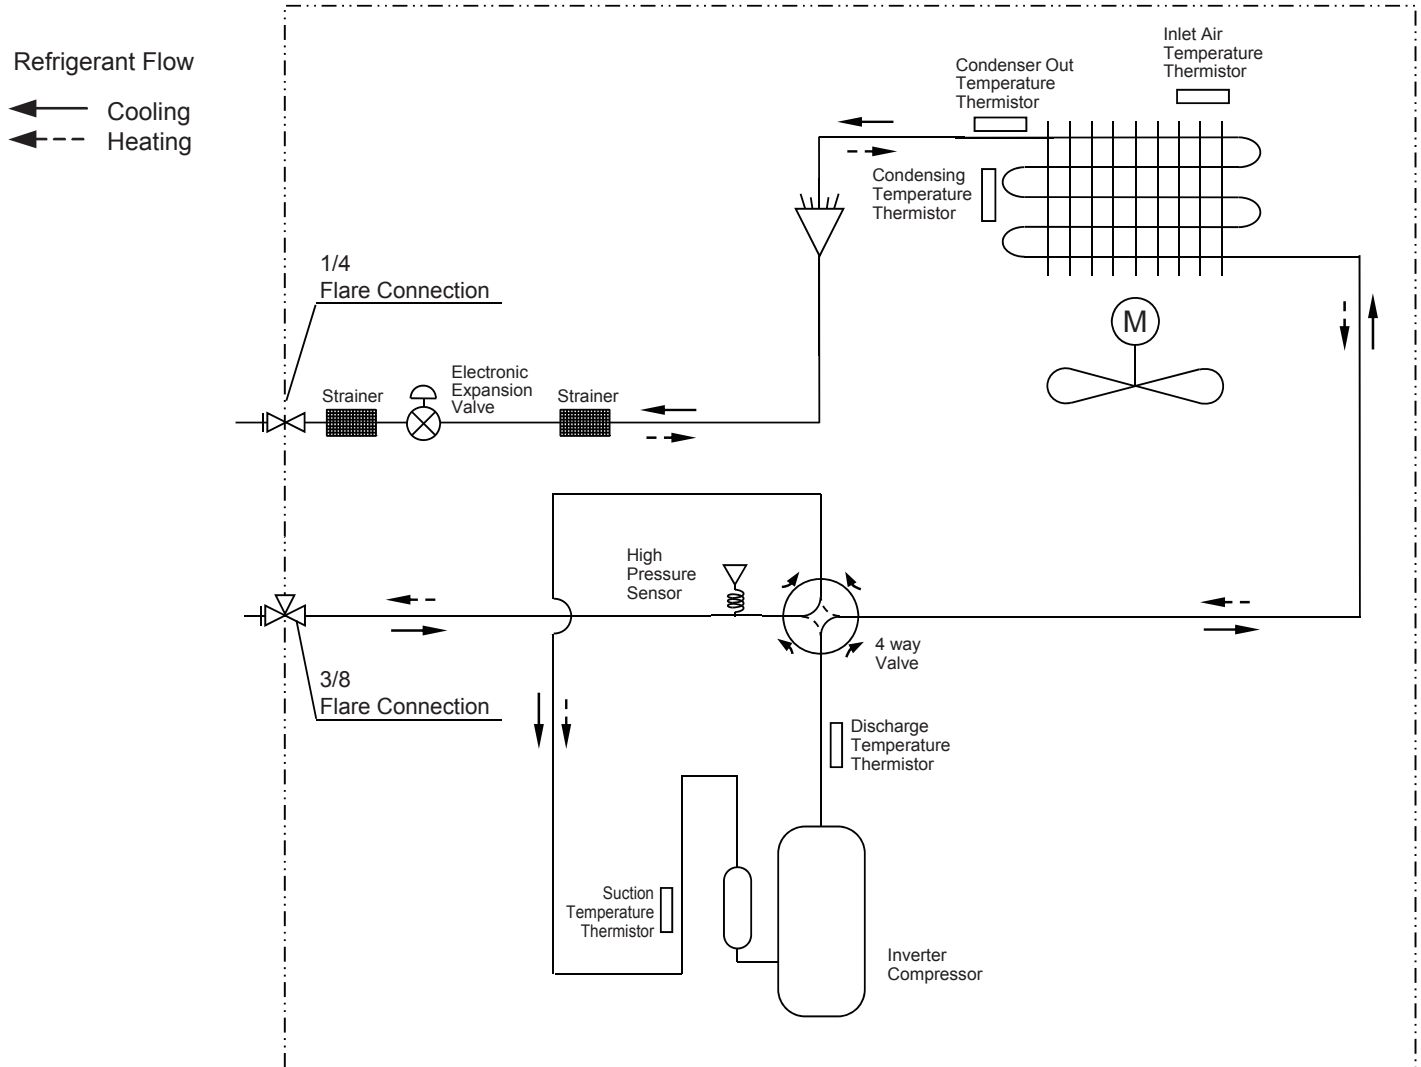 Refrigerant Flow
Cooling
Heating
Inlet Air
Temperature
Thermistor
Condenser Out
Temperature
Thermistor
Condensing
Temperature
Thermistor
M
1/4
Flare Connection
Strainer
Electronic
Expansion
Valve
Strainer
High
Pressure
Sensor
4 way
Valve
3/8
Flare Connection
Discharge
Temperature
Thermistor
Suction
Temperature
Thermistor
Inverter
Compressor